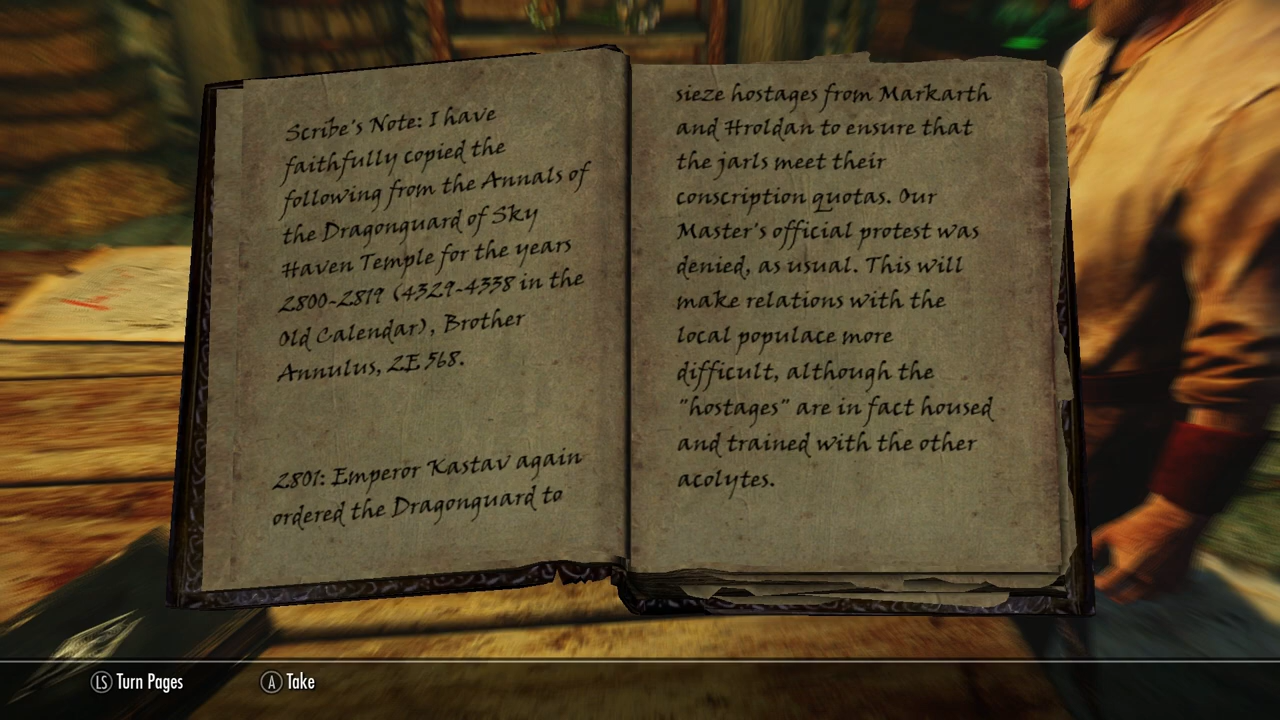 Scribe's Note: I have
faithfully copied the
following from the Annals of
the Dragonguard of Sky
Haven Temple for the years
2800-2819 (4329-4338 in the
Old Calendar), Brother
Annulus, 2E 568.
2801: Emperor Kastav again
ordered the Dragonguard to
sieze hostages from Markarth
and Hroldan to ensure that
the jarls meet their
conscription quotas. Our
Master's official protest was
denied, as usual. This will
make relations with the
local populace more
difficult, although the
"hostages" are in fact housed
and trained with the other
acolytes.
LS Turn Pages
A Take